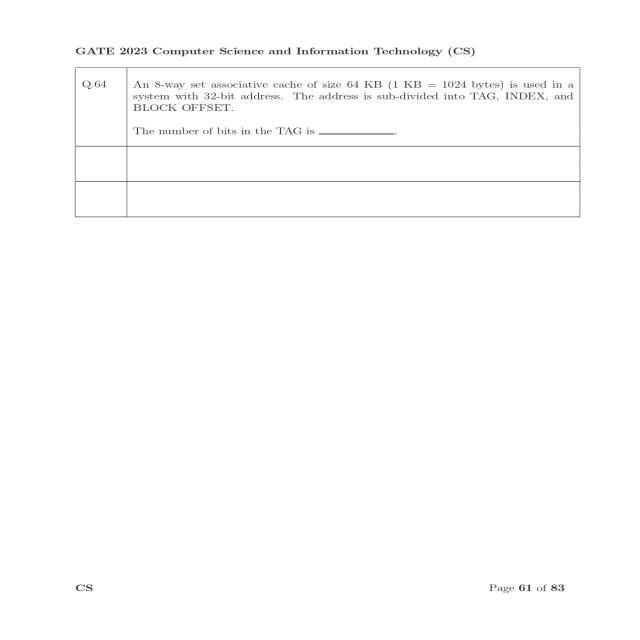 GATE 2023 Computer Science and Information Technology (CS)
Q.64
An 8-way set associative cache of size 64 KB (1 KB = 1024 bytes) is used in a
system with 32-bit address. The address is sub-divided into TAG, INDEX, and
BLOCK OFFSET.
The number of bits in the TAG is ___________.
CS
Page 61 of 83